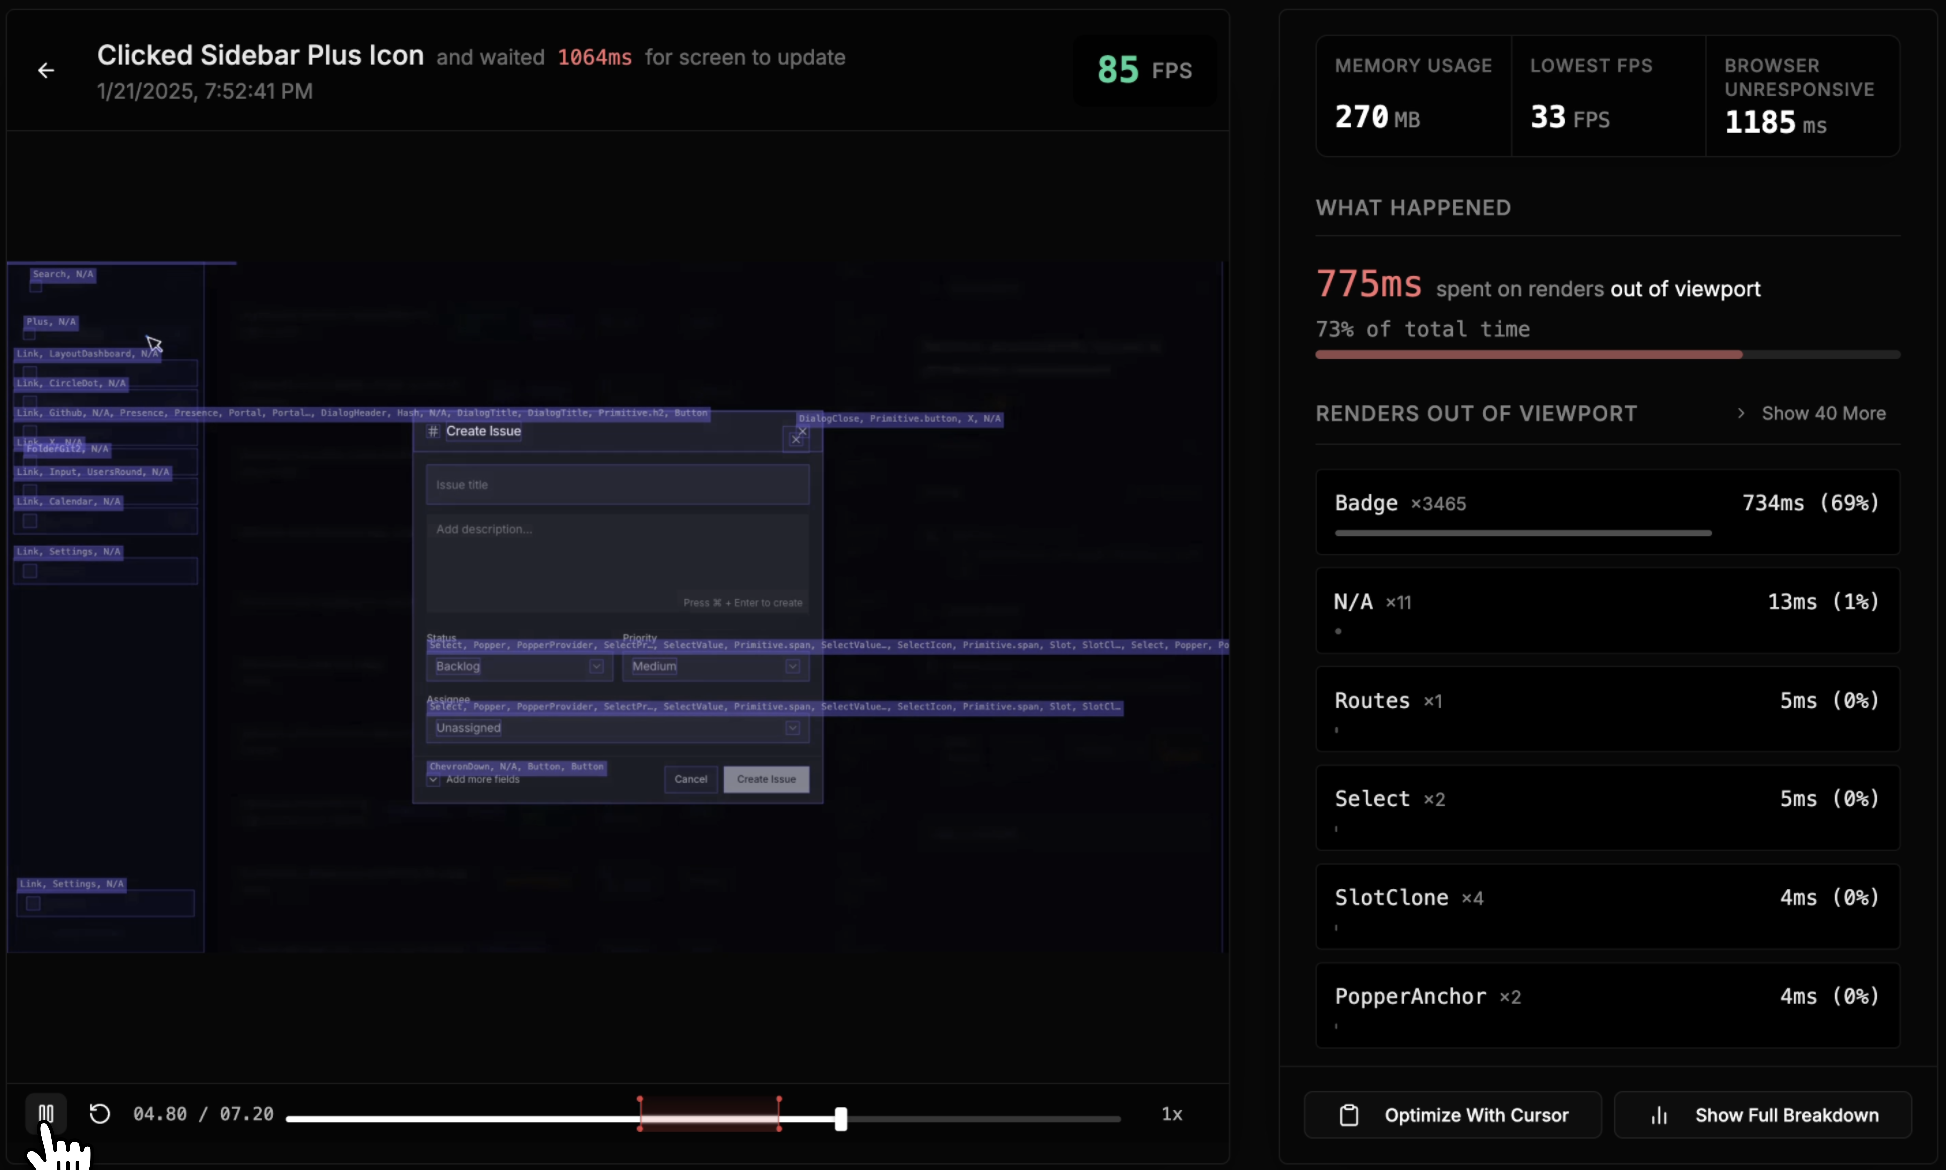 Clicked Sidebar Plus Icon and waited 1064ms for screen to update
1/21/2025, 7:52:41 PM
85 FPS
Search, N/A
Plus, N/A
Link, LayoutDashboard, N/A
Link, CircleDot, N/A
Link, Github, N/A, Presence, Presence, Portal, Portal…, DialogHeader, Hash, N/A, DialogTitle, DialogTitle, Primitive.h2, Button
DialogClose, Primitive.button, X, N/A
Link, X, N/A
FolderGit2, N/A
Link, Input, UsersRound, N/A
Link, Calendar, N/A
Link, Settings, N/A
Link, Settings, N/A
# Create Issue
Issue title
Add description...
Press ⌘ + Enter to create
Status
Priority
Select, Popper, PopperProvider, SelectPr…, SelectValue, Primitive.span, SelectValue…, SelectIcon, Primitive.span, Slot, SlotCl…, Select, Popper, Po
Backlog
Medium
Assignee
Select, Popper, PopperProvider, SelectPr…, SelectValue, Primitive.span, SelectValue…, SelectIcon, Primitive.span, Slot, SlotCl…
Unassigned
ChevronDown, N/A, Button, Button
Add more fields
Cancel
Create Issue
04.80 / 07.20
1x
MEMORY USAGE
270 MB
LOWEST FPS
33 FPS
BROWSER
UNRESPONSIVE
1185 ms
WHAT HAPPENED
775ms spent on renders out of viewport
73% of total time
RENDERS OUT OF VIEWPORT
Show 40 More
Badge ×3465 734ms (69%)
N/A ×11 13ms (1%)
Routes ×1 5ms (0%)
Select ×2 5ms (0%)
SlotClone ×4 4ms (0%)
PopperAnchor ×2 4ms (0%)
Optimize With Cursor
Show Full Breakdown